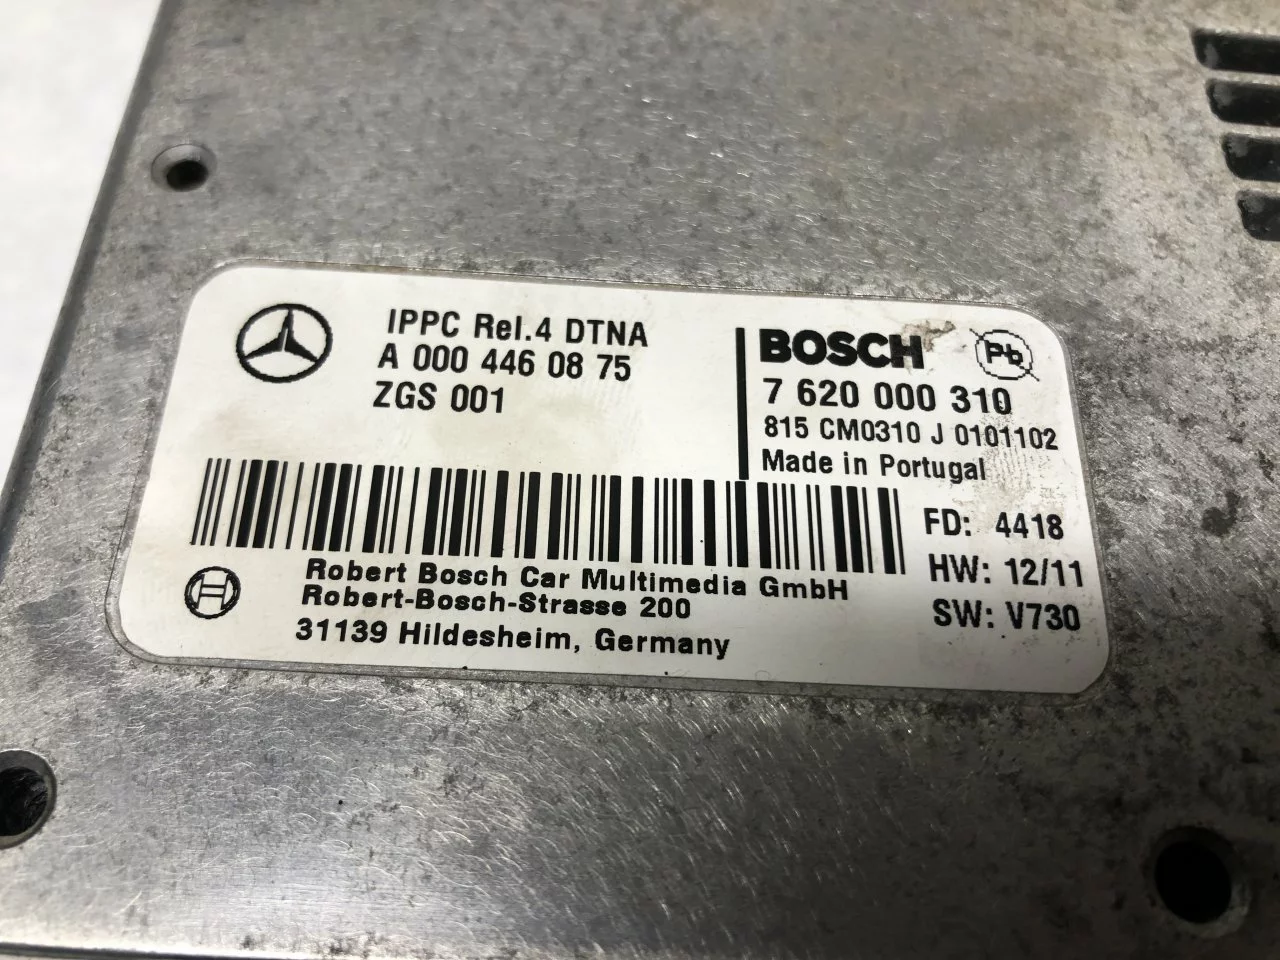 IPPC Rel.4 DTNA
A 000 446 08 75
ZGS 001
BOSCH
Pb
7 620 000 310
815 CM0310 J 0101102
Made in Portugal
FD: 4418
HW: 12/11
SW: V730
Robert Bosch Car Multimedia GmbH
Robert-Bosch-Strasse 200
31139 Hildesheim, Germany